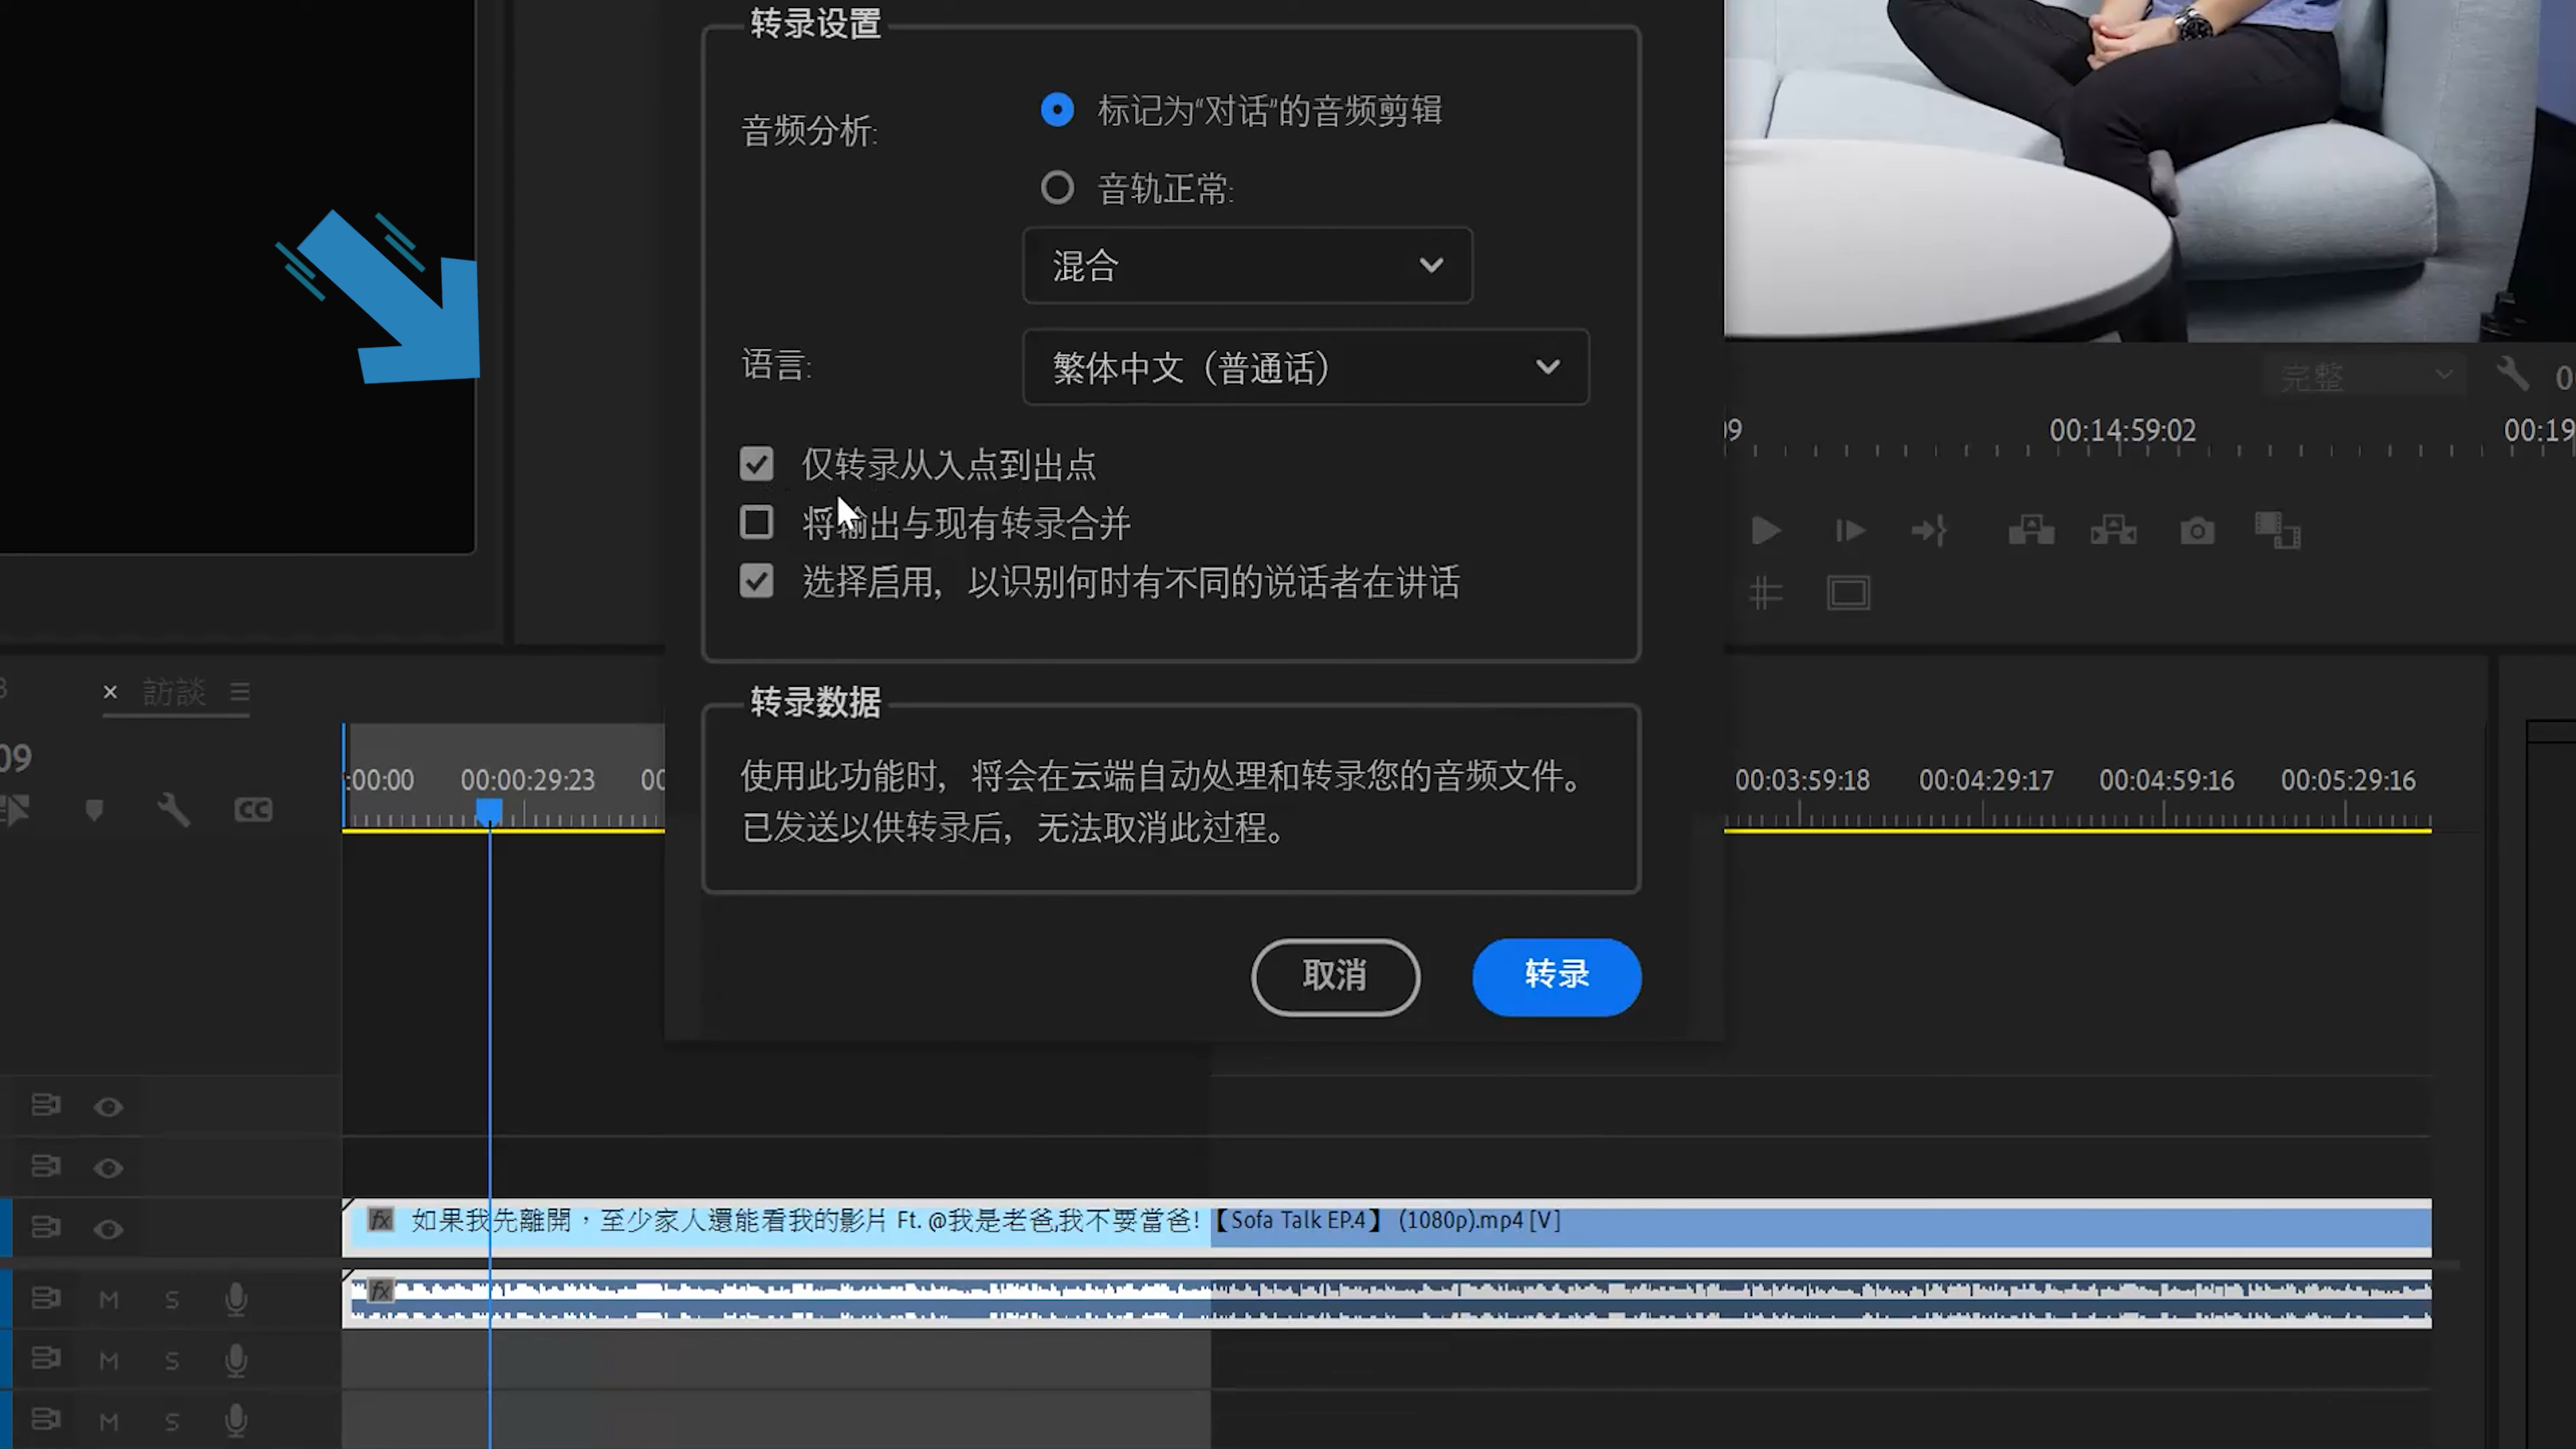 转录设置
音频分析:
标记为“对话”的音频剪辑
音轨正常:
混合
语言:
繁体中文（普通话）
仅转录从入点到出点
将输出与现有转录合并
选择启用，以识别何时有不同的说话者在讲话
完整
00:14:59:02
00:19
訪談
09
:00:00
00:00:29:23
00
00:03:59:18
00:04:29:17
00:04:59:16
00:05:29:16
CC
转录数据
使用此功能时，将会在云端自动处理和转录您的音频文件。
已发送以供转录后，无法取消此过程。
取消
转录
fx 如果我先離開，至少家人還能看我的影片 Ft. @我是老爸,我不要當爸!【Sofa Talk EP.4】 (1080p).mp4 [V]
fx
M S
M S
M S